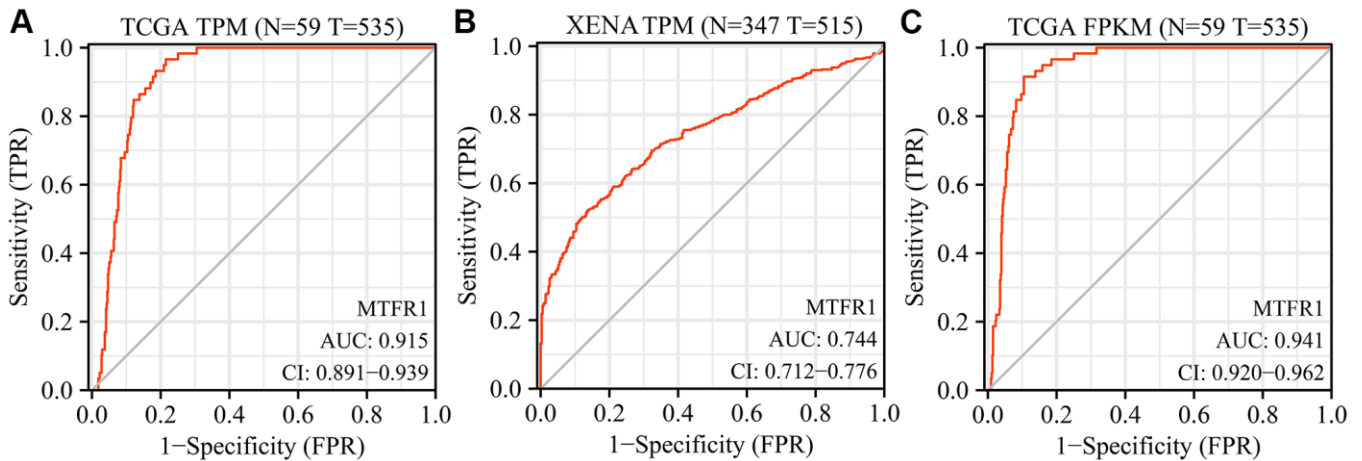 A
TCGA TPM (N=59 T=535)
Sensitivity (TPR)
1.0
0.8
0.6
0.4
0.2
0.0
MTFR1
AUC: 0.915
CI: 0.891−0.939
0.0 0.2 0.4 0.6 0.8 1.0
1−Specificity (FPR)
B
XENA TPM (N=347 T=515)
Sensitivity (TPR)
1.0
0.8
0.6
0.4
0.2
0.0
MTFR1
AUC: 0.744
CI: 0.712−0.776
0.0 0.2 0.4 0.6 0.8 1.0
1−Specificity (FPR)
C
TCGA FPKM (N=59 T=535)
Sensitivity (TPR)
1.0
0.8
0.6
0.4
0.2
0.0
MTFR1
AUC: 0.941
CI: 0.920−0.962
0.0 0.2 0.4 0.6 0.8 1.0
1−Specificity (FPR)